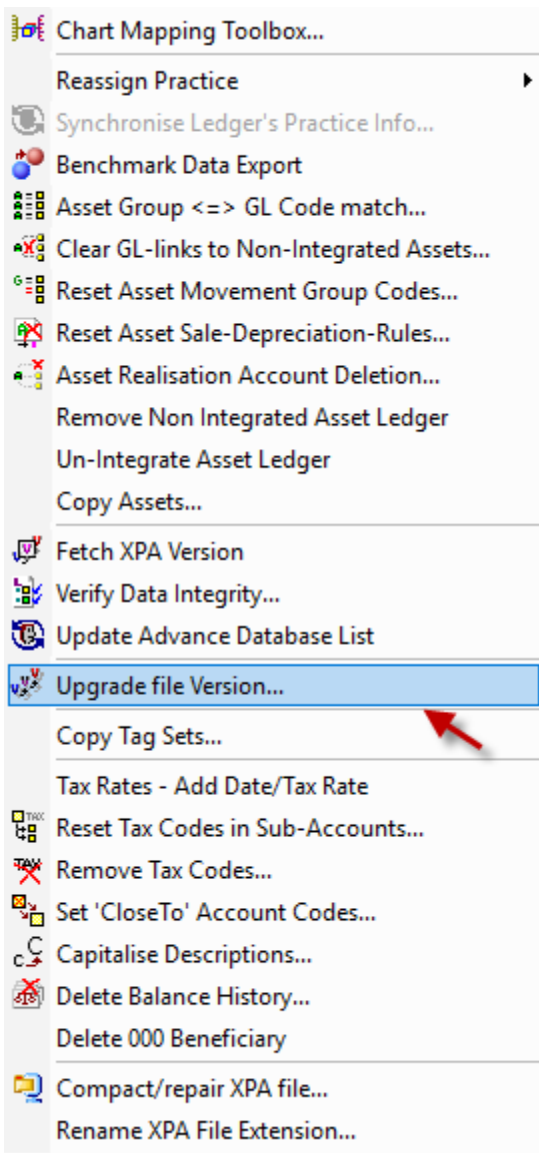 Chart Mapping Toolbox...
Reassign Practice
Synchronise Ledger's Practice Info...
Benchmark Data Export
Asset Group <=> GL Code match...
Clear GL-links to Non-Integrated Assets...
Reset Asset Movement Group Codes...
Reset Asset Sale-Depreciation-Rules...
Asset Realisation Account Deletion...
Remove Non Integrated Asset Ledger
Un-Integrate Asset Ledger
Copy Assets...
Fetch XPA Version
Verify Data Integrity...
Update Advance Database List
Upgrade file Version...
Copy Tag Sets...
Tax Rates - Add Date/Tax Rate
Reset Tax Codes in Sub-Accounts...
Remove Tax Codes...
Set 'CloseTo' Account Codes...
Capitalise Descriptions...
Delete Balance History...
Delete 000 Beneficiary
Compact/repair XPA file...
Rename XPA File Extension...